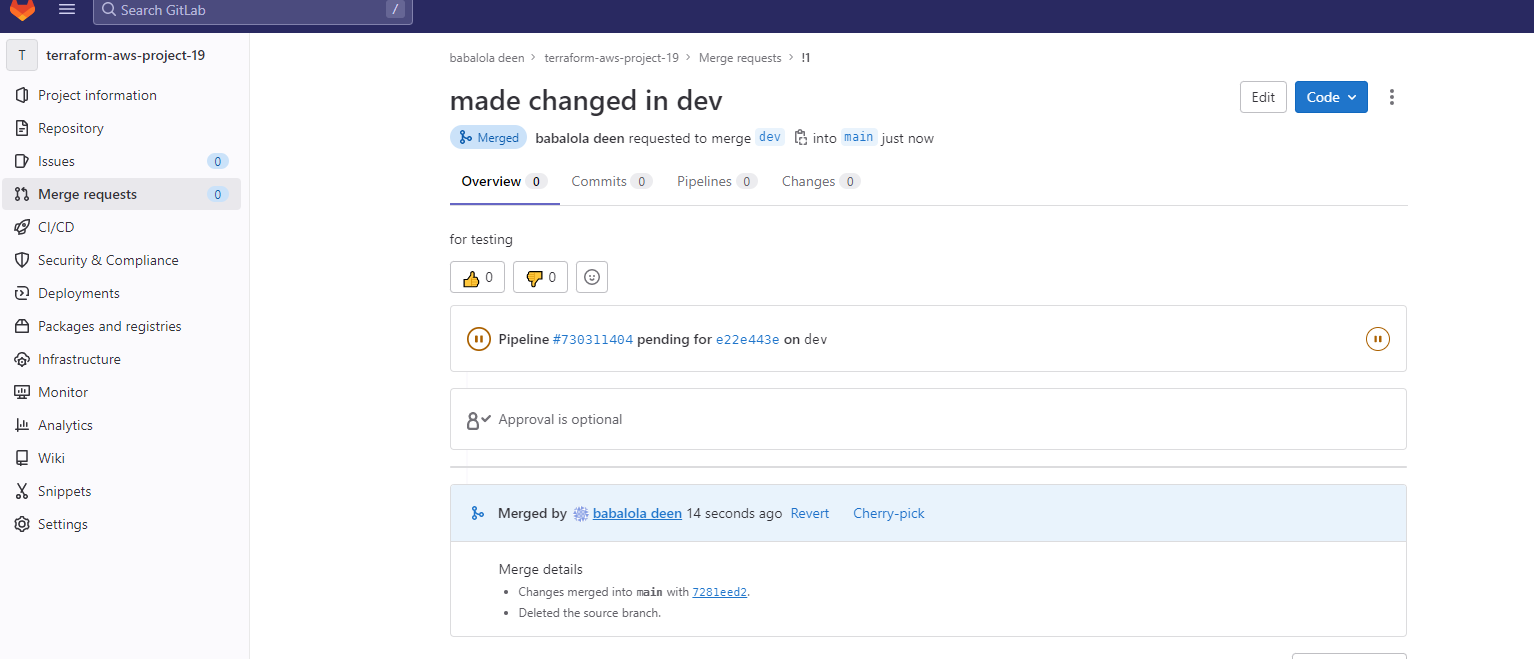 Search GitLab /
T terraform-aws-project-19
Project information
Repository
Issues 0
Merge requests 0
CI/CD
Security & Compliance
Deployments
Packages and registries
Infrastructure
Monitor
Analytics
Wiki
Snippets
Settings
babalola deen › terraform-aws-project-19 › Merge requests › !1
made changed in dev
Edit
Code
Merged babalola deen requested to merge dev into main just now
Overview 0 Commits 0 Pipelines 0 Changes 0
for testing
0 0
Pipeline #730311404 pending for e22e443e on dev
Approval is optional
Merged by babalola deen 14 seconds ago Revert Cherry-pick
Merge details
• Changes merged into main with 7281eed2.
• Deleted the source branch.